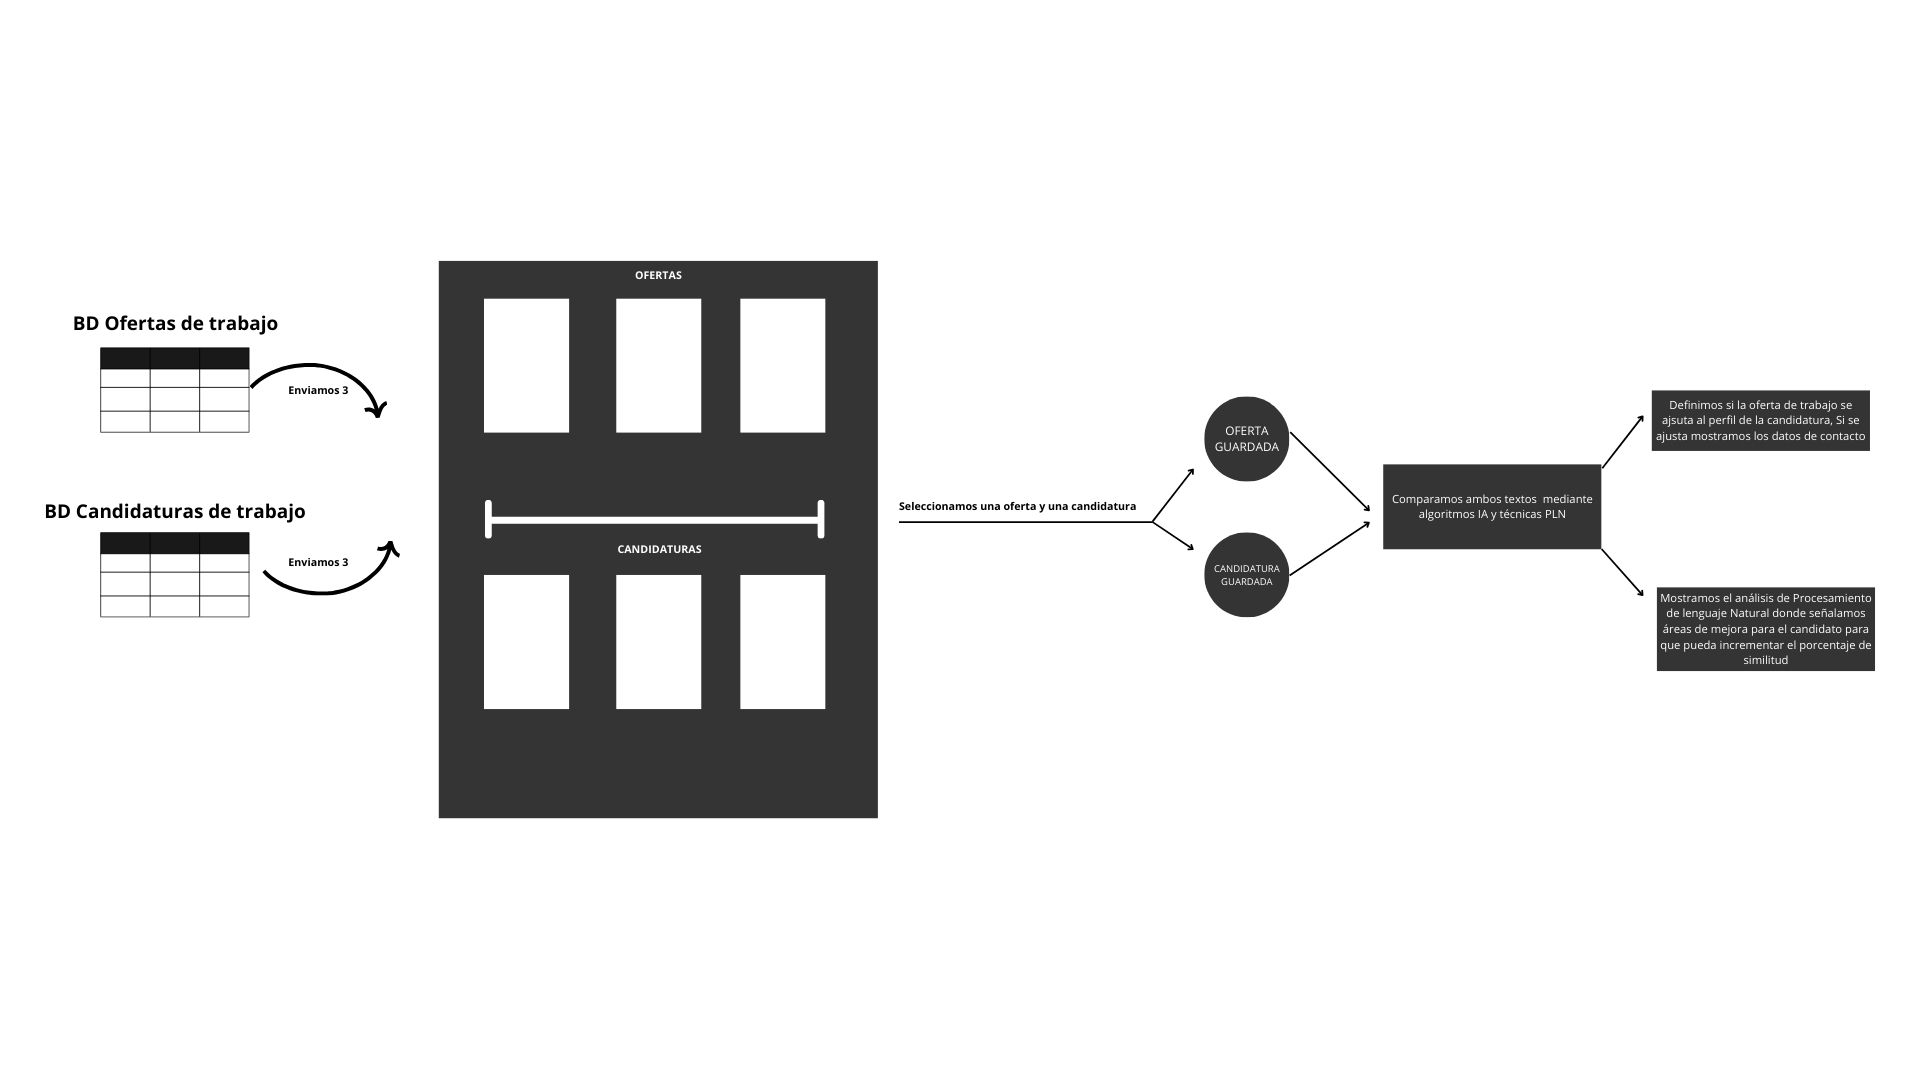 BD Ofertas de trabajo
Enviamos 3
BD Candidaturas de trabajo
Enviamos 3
OFERTAS
CANDIDATURAS
Seleccionamos una oferta y una candidatura
OFERTA
GUARDADA
CANDIDATURA
GUARDADA
Comparamos ambos textos mediante
algoritmos IA y técnicas PLN
Definimos si la oferta de trabajo se
ajsuta al perfil de la candidatura, Si se
ajusta mostramos los datos de contacto
Mostramos el análisis de Procesamiento
de lenguaje Natural donde señalamos
áreas de mejora para el candidato para
que pueda incrementar el porcentaje de
similitud